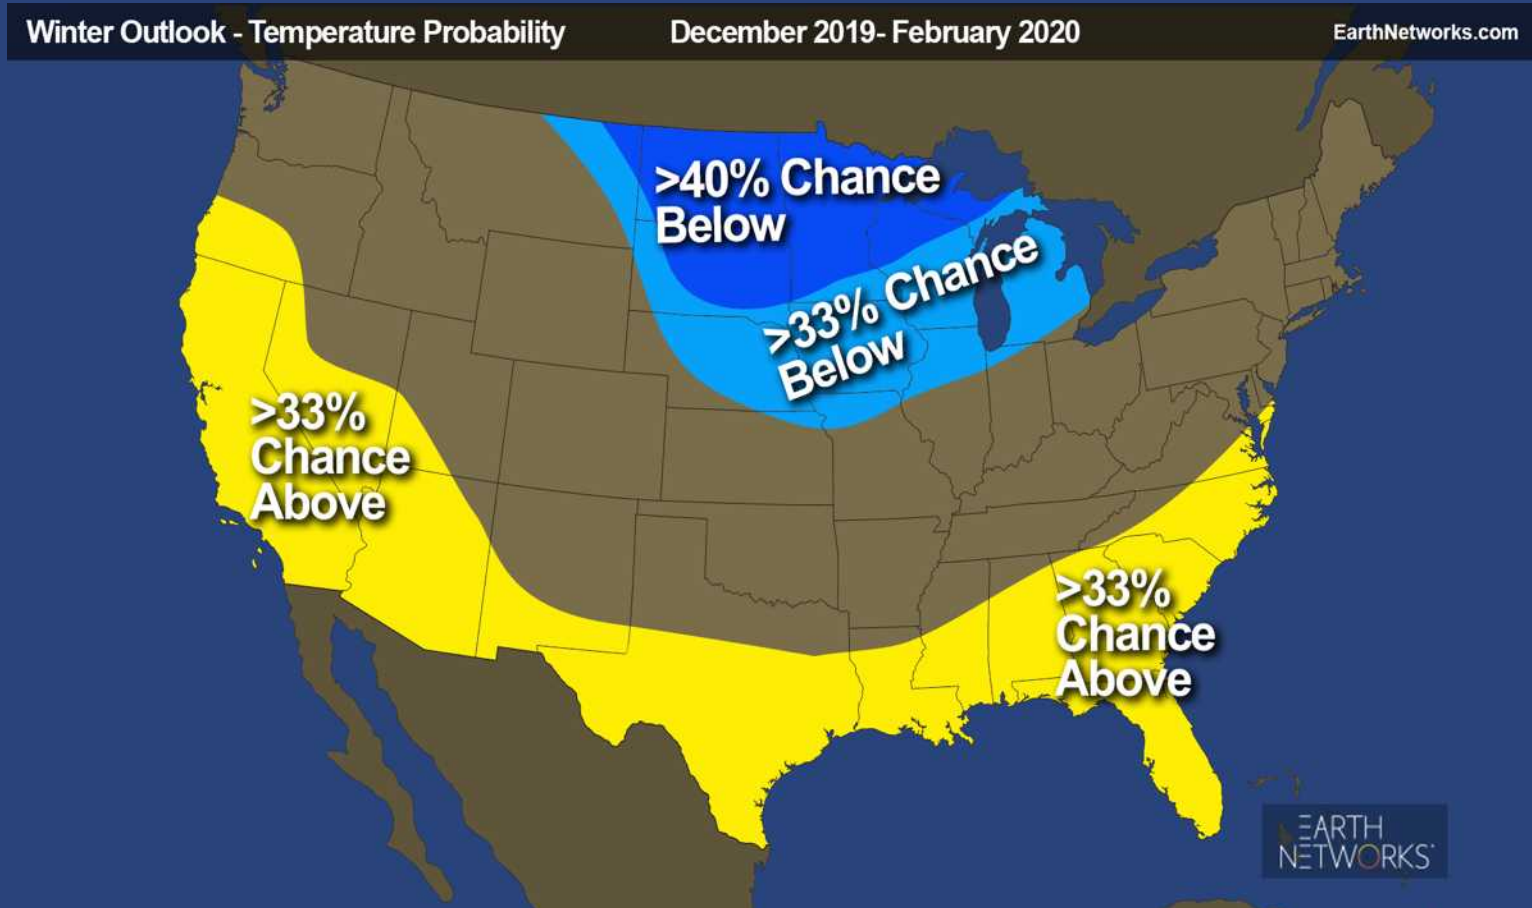 Winter Outlook - Temperature Probability
December 2019- February 2020
EarthNetworks.com
>40% Chance
Below
>33% Chance
Below
>33%
Chance
Above
>33%
Chance
Above
EARTH
NETWORKS